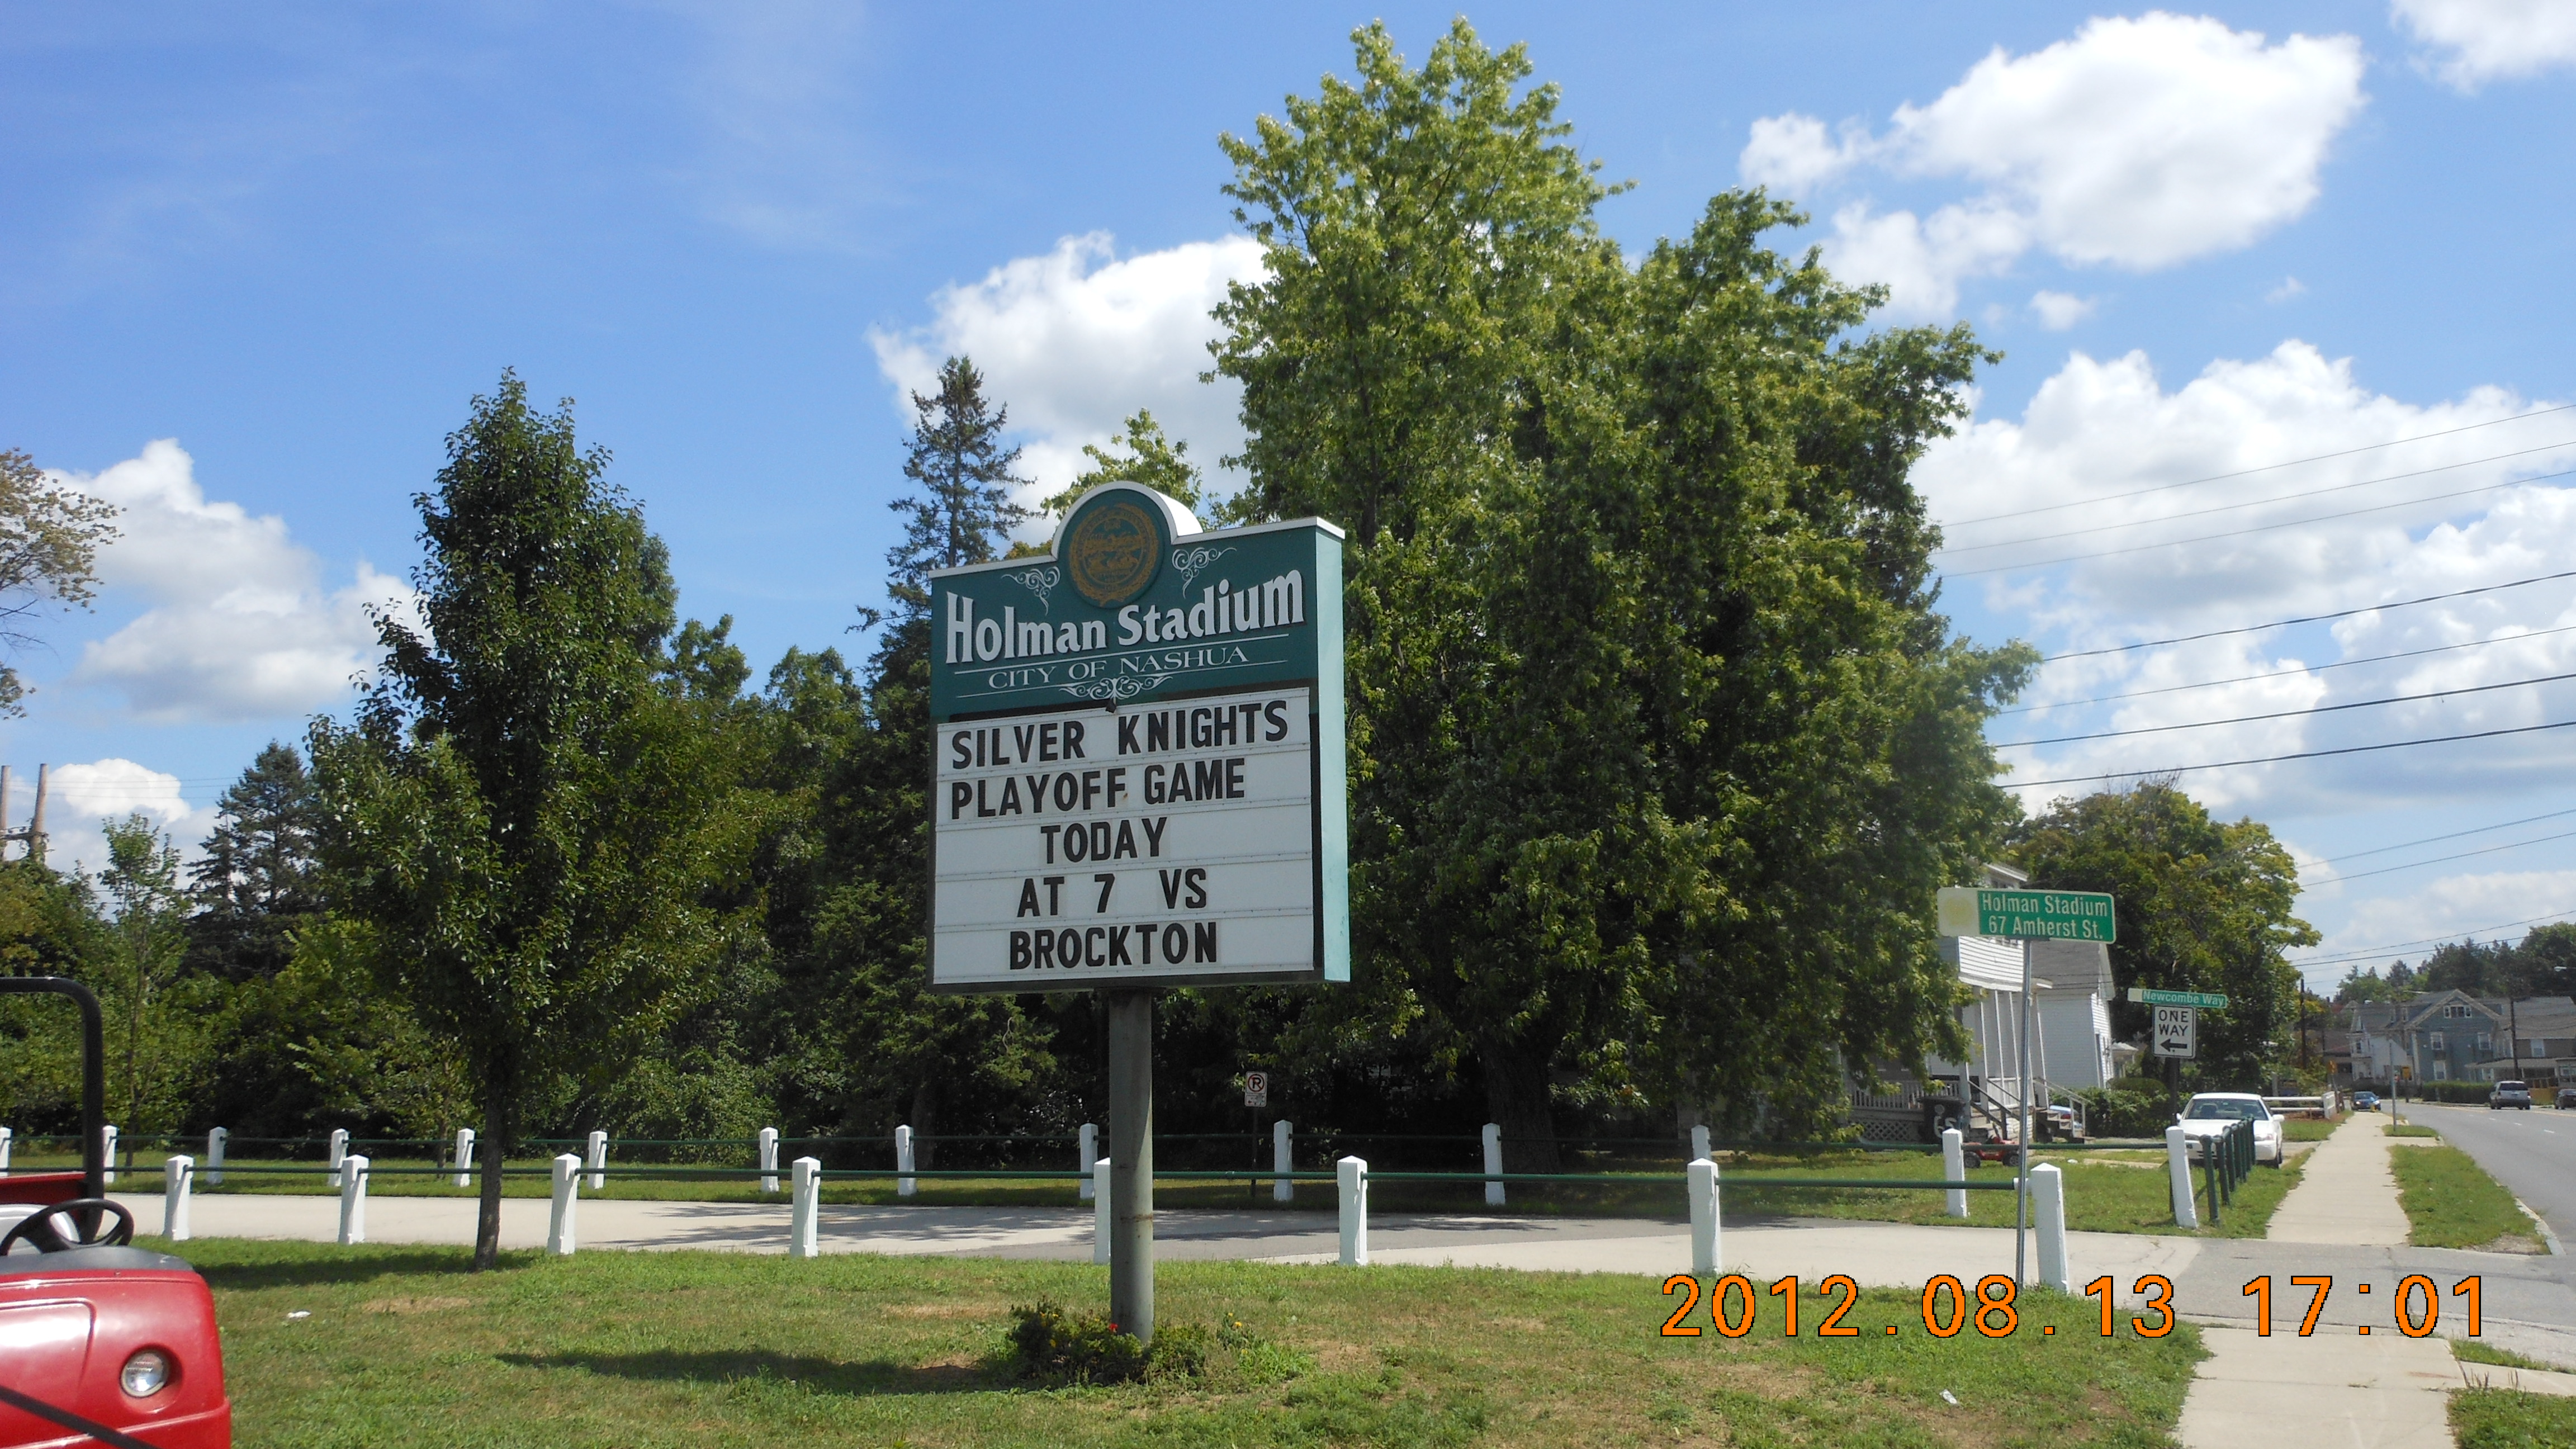 Holman Stadium
CITY OF NASHUA
SILVER KNIGHTS
PLAYOFF GAME
TODAY
AT 7 VS
BROCKTON
Holman Stadium
67 Amherst St.
Newcombe Way
ONE
WAY
2012.08.13 17:01